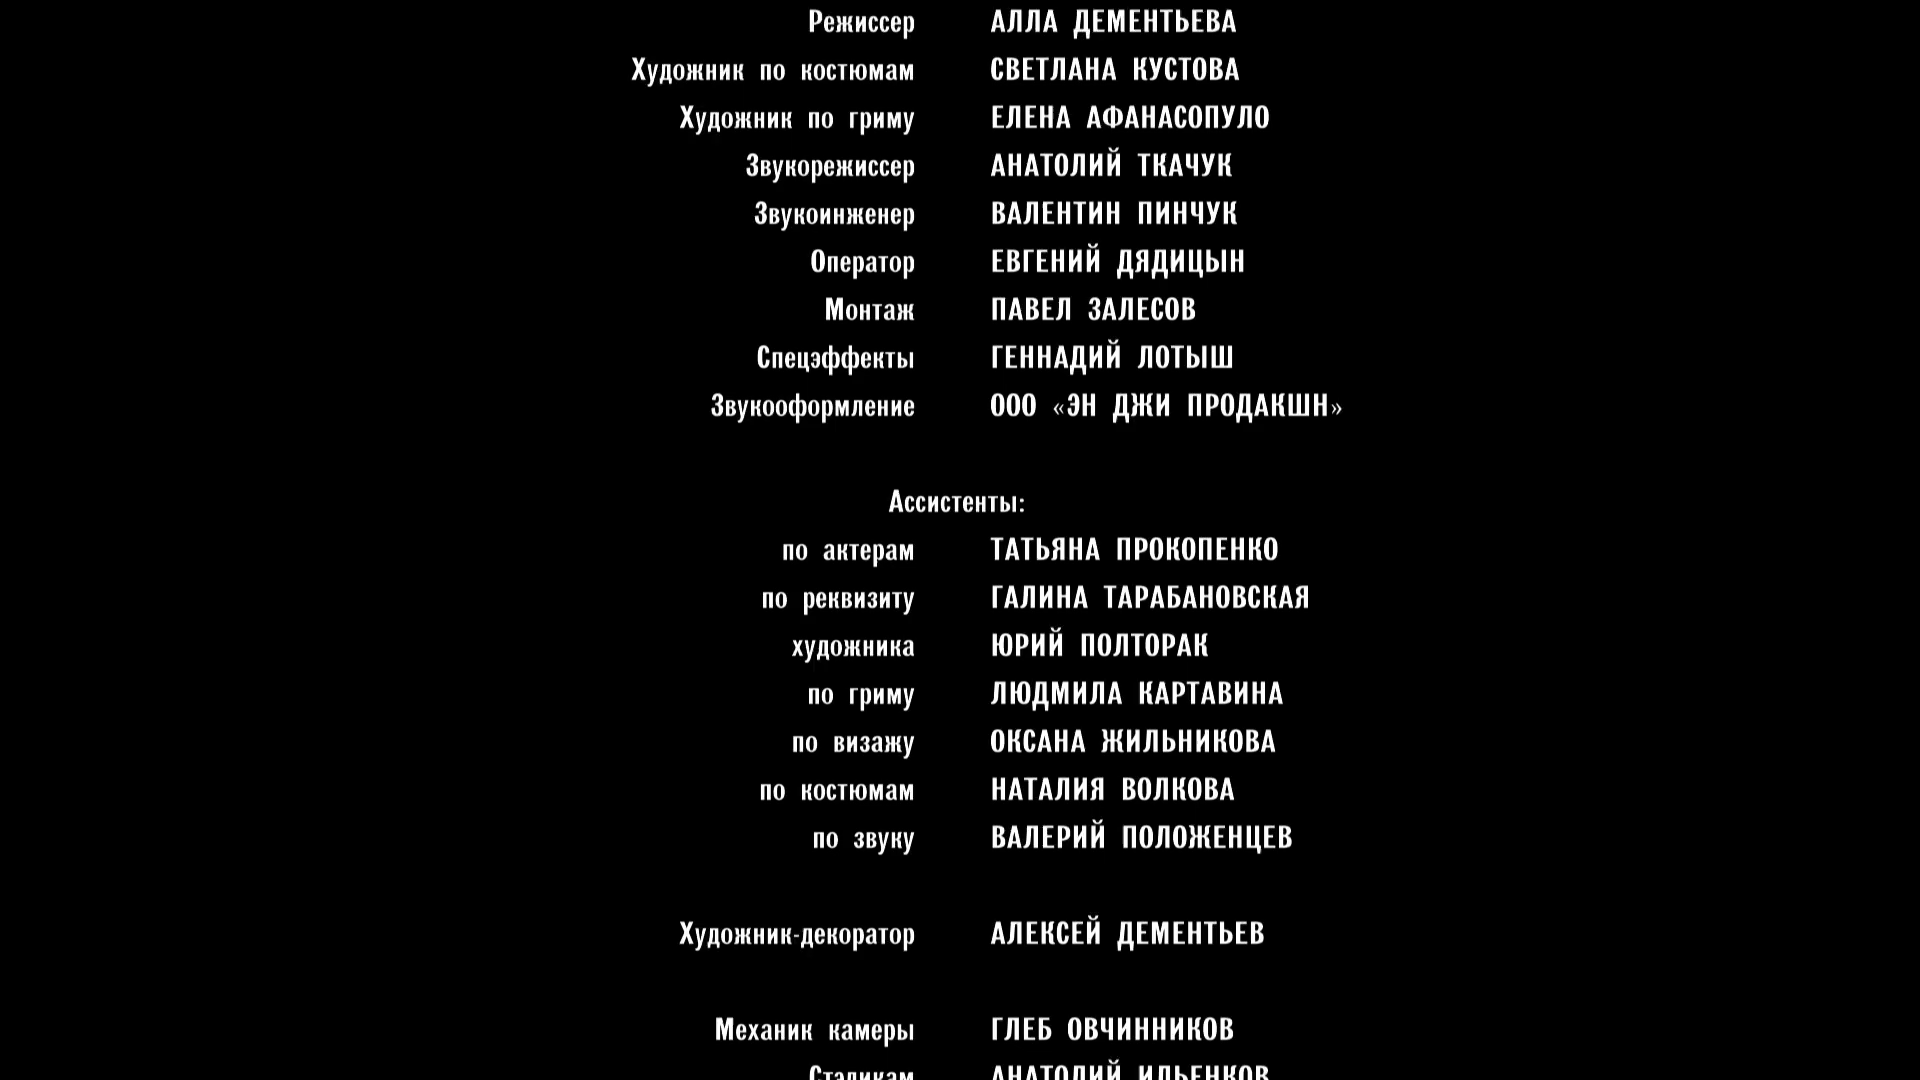 Режиссер АЛЛА ДЕМЕНТЬЕВА
Художник по костюмам СВЕТЛАНА КУСТОВА
Художник по гриму ЕЛЕНА АФАНАСОПУЛО
Звукорежиссер АНАТОЛИЙ ТКАЧУК
Звукоинженер ВАЛЕНТИН ПИНЧУК
Оператор ЕВГЕНИЙ ДЯДИЦЫН
Монтаж ПАВЕЛ ЗАЛЕСОВ
Спецэффекты ГЕННАДИЙ ЛОТЫШ
Звукооформление ООО «ЭН ДЖИ ПРОДАКШН»
Ассистенты:
по актерам ТАТЬЯНА ПРОКОПЕНКО
по реквизиту ГАЛИНА ТАРАБАНОВСКАЯ
художника ЮРИЙ ПОЛТОРАК
по гриму ЛЮДМИЛА КАРТАВИНА
по визажу ОКСАНА ЖИЛЬНИКОВА
по костюмам НАТАЛИЯ ВОЛКОВА
по звуку ВАЛЕРИЙ ПОЛОЖЕНЦЕВ
Художник-декоратор АЛЕКСЕЙ ДЕМЕНТЬЕВ
Механик камеры ГЛЕБ ОВЧИННИКОВ
Стэдикам АНАТОЛИЙ ИЛЬЕНКОВ